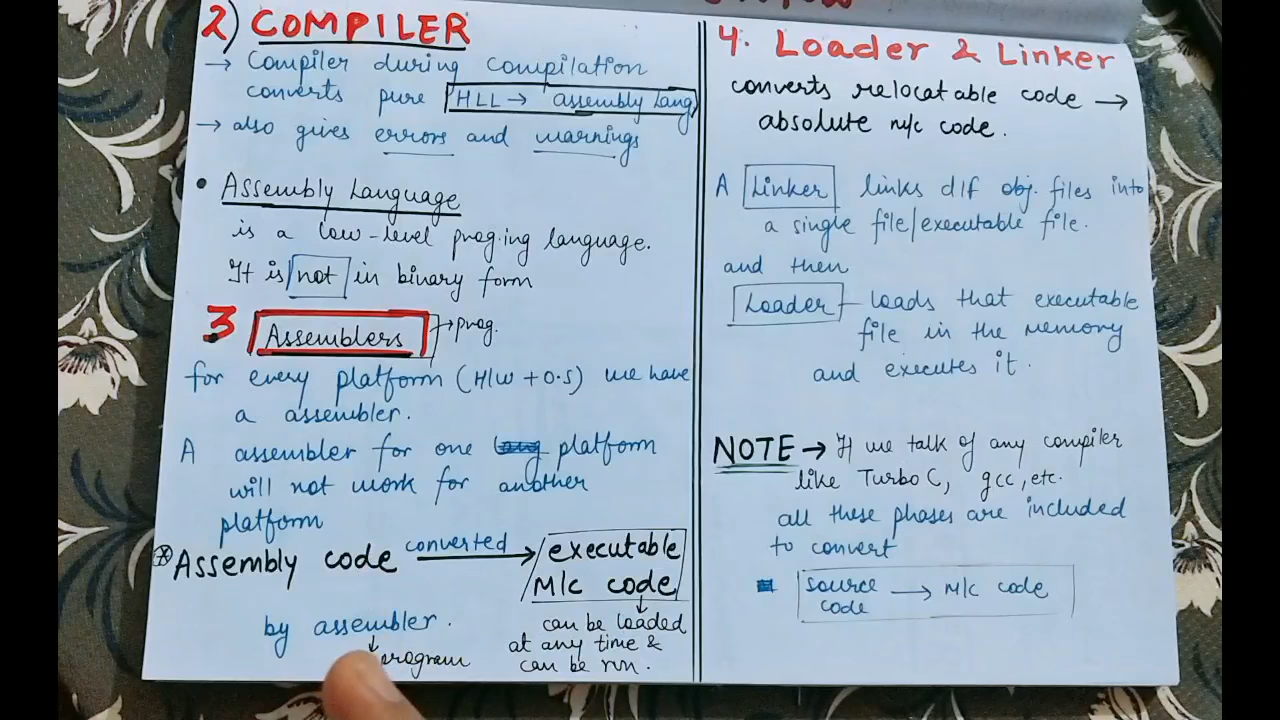 2) COMPILER
→ Compiler during compilation
converts pure HLL → assembly lang
→ also gives errors and warnings
• Assembly Language
is a low-level prog.ing language.
It is not in binary form
3 Assemblers → prog.
for every platform (H/W + O.S) we have
a assembler.
A assembler for one platform
will not work for another
platform
* Assembly code converted → executable
M/c code
by assembler.
↓ program
↓ can be loaded
at any time &
can be run.
4. Loader & Linker
converts relocatable code →
absolute m/c code.
A Linker links d/f obj. files into
a single file/executable file.
and then
Loader - loads that executable
file in the memory
and executes it.
NOTE → If we talk of any compiler
like Turbo C, gcc, etc.
all these phases are included
to convert
source → M/c code
code